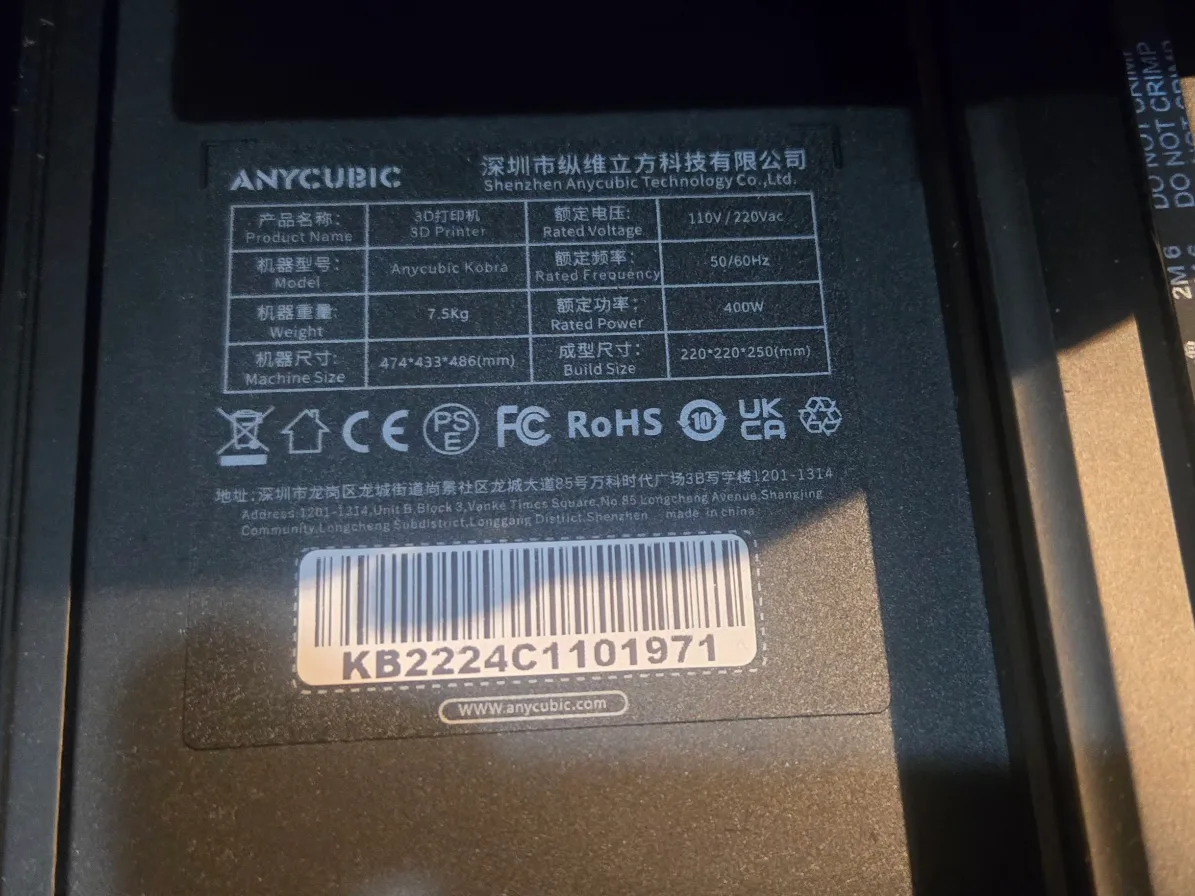 ANYCUBIC
深圳市纵维立方科技有限公司
Shenzhen Anycubic Technology Co.,Ltd.
产品名称:
Product Name
3D打印机
3D Printer
额定电压:
Rated Voltage
110V / 220Vac
机器型号:
Model
Anycubic Kobra
额定频率:
Rated Frequency
50/60Hz
机器重量:
Weight
7.5Kg
额定功率:
Rated Power
400W
机器尺寸:
Machine Size
474*433*486(mm)
成型尺寸:
Build Size
220*220*250(mm)
CE
PS
E
FC
RoHS
10
UK
CA
地址:深圳市龙岗区龙城街道尚景社区龙城大道85号万科时代广场3B写字楼1201-1314
Address:1201-1314,Unit B,Block 3,Vanke Times Square,No 85 Longcheng Avenue,Shangjing
Community,Longcheng Subdistrict,Longgang District,Shenzhen made in china
KB2224C1101971
www.anycubic.com
DO NOT CRIMP
2M 6